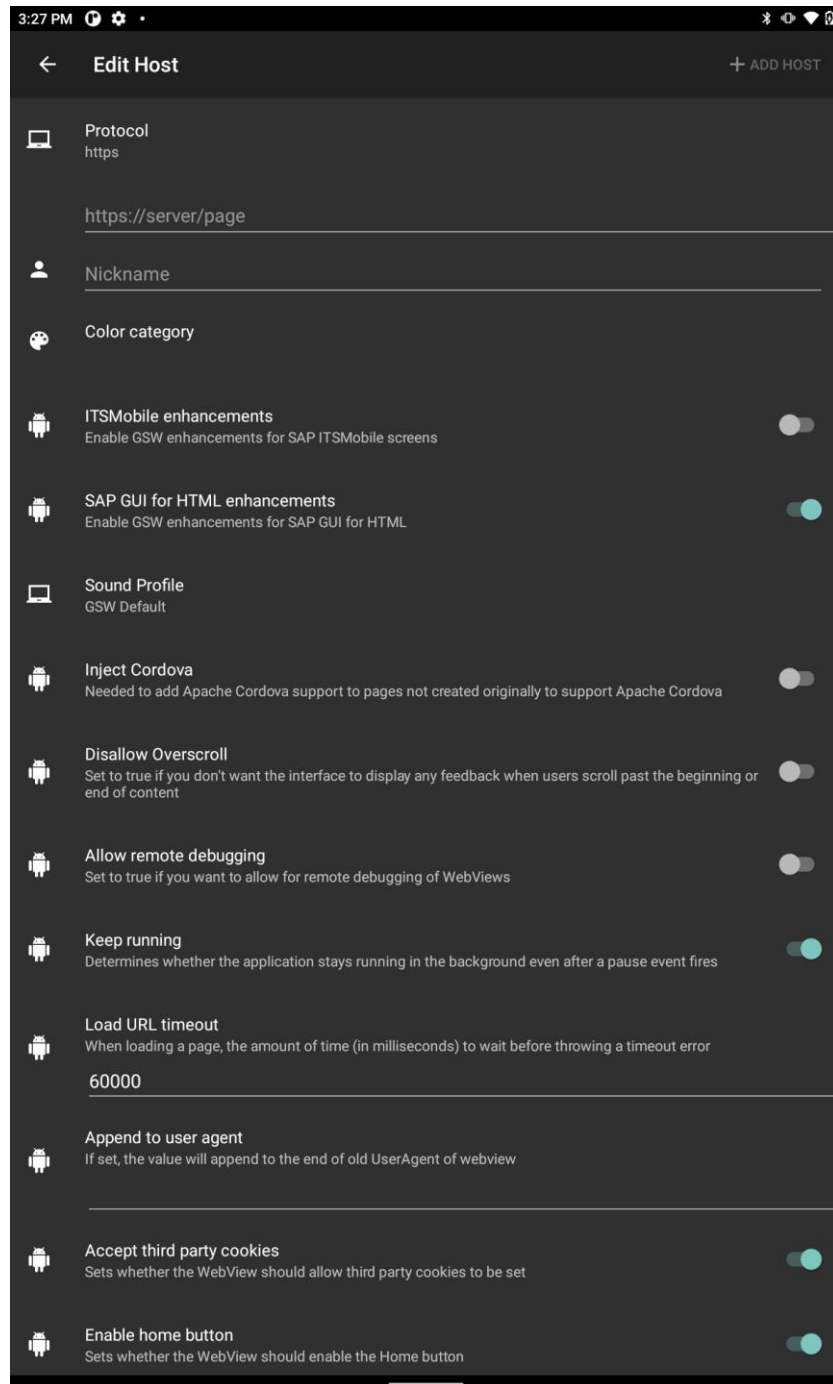 3:27 PM
Edit Host
+ ADD HOST
Protocol
https
https://server/page
Nickname
Color category
ITSMobile enhancements
Enable GSW enhancements for SAP ITSMobile screens
SAP GUI for HTML enhancements
Enable GSW enhancements for SAP GUI for HTML
Sound Profile
GSW Default
Inject Cordova
Needed to add Apache Cordova support to pages not created originally to support Apache Cordova
Disallow Overscroll
Set to true if you don't want the interface to display any feedback when users scroll past the beginning or
end of content
Allow remote debugging
Set to true if you want to allow for remote debugging of WebViews
Keep running
Determines whether the application stays running in the background even after a pause event fires
Load URL timeout
When loading a page, the amount of time (in milliseconds) to wait before throwing a timeout error
60000
Append to user agent
If set, the value will append to the end of old UserAgent of webview
Accept third party cookies
Sets whether the WebView should allow third party cookies to be set
Enable home button
Sets whether the WebView should enable the Home button